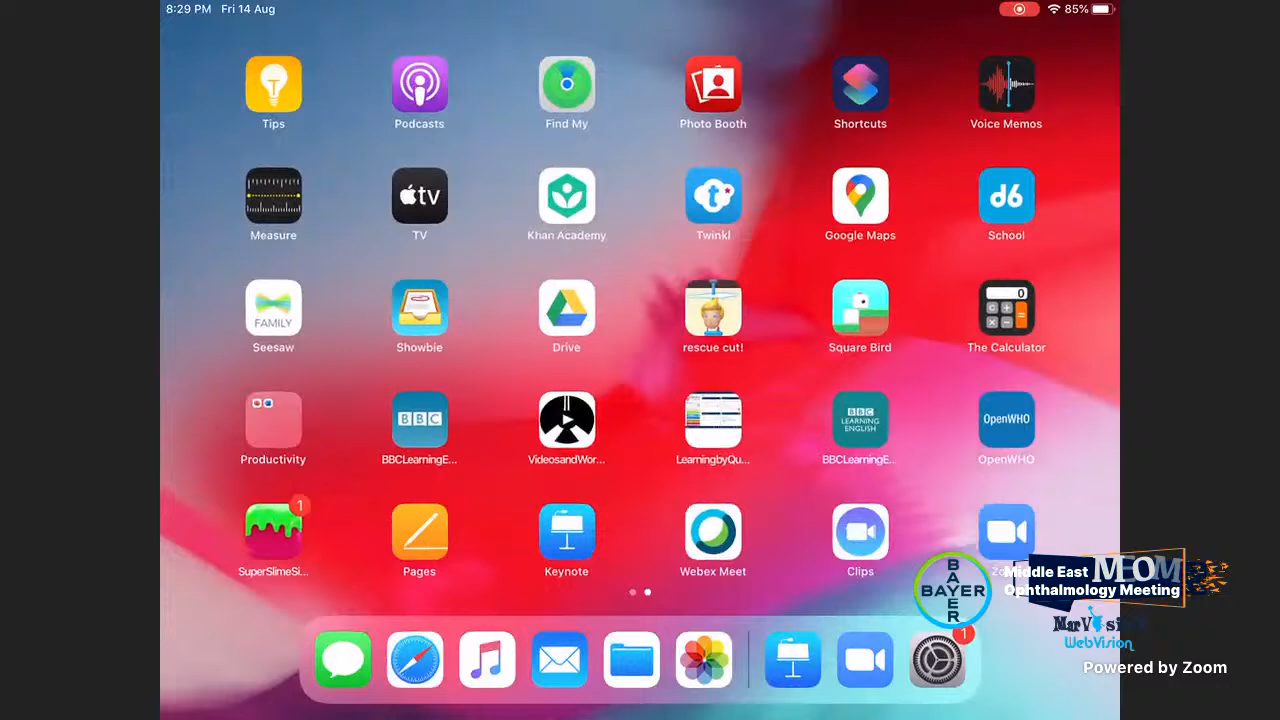 8:29 PM Fri 14 Aug
85%
Tips
Podcasts
Find My
Photo Booth
Shortcuts
Voice Memos
Measure
tv
TV
Khan Academy
t
Twinkl
Google Maps
d6
School
FAMILY
Seesaw
Showbie
Drive
rescue cut!
Square Bird
0
The Calculator
Productivity
BBC
BBCLearningE...
VideosandWor...
LearningbyQu...
BBC
LEARNING
ENGLISH
BBCLearningE...
OpenWHO
OpenWHO
1
SuperSlimeSi...
Pages
Keynote
Webex Meet
Clips
BAYER
BAYER
Middle East
Ophthalmology Meeting
MEOM
WebVision
1
Powered by Zoom